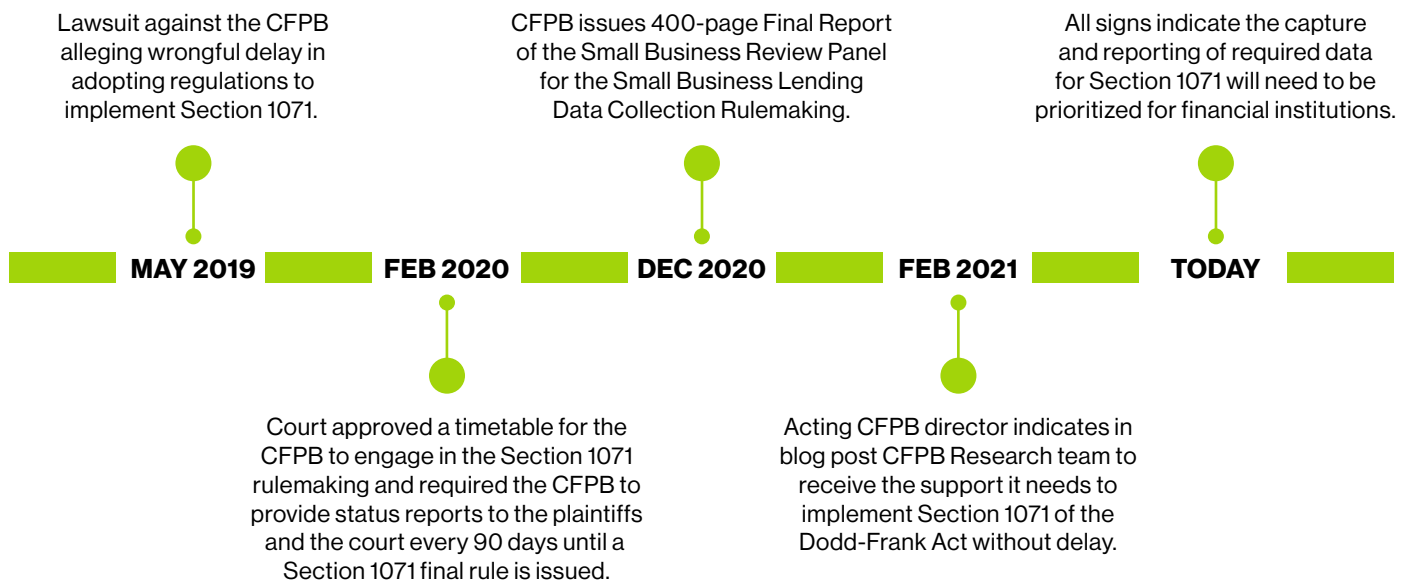 Lawsuit against the CFPB
alleging wrongful delay in
adopting regulations to
implement Section 1071.
CFPB issues 400-page Final Report
of the Small Business Review Panel
for the Small Business Lending
Data Collection Rulemaking.
All signs indicate the capture
and reporting of required data
for Section 1071 will need to be
prioritized for financial institutions.
MAY 2019
FEB 2020
DEC 2020
FEB 2021
TODAY
Court approved a timetable for the
CFPB to engage in the Section 1071
rulemaking and required the CFPB to
provide status reports to the plaintiffs
and the court every 90 days until a
Section 1071 final rule is issued.
Acting CFPB director indicates in
blog post CFPB Research team to
receive the support it needs to
implement Section 1071 of the
Dodd-Frank Act without delay.